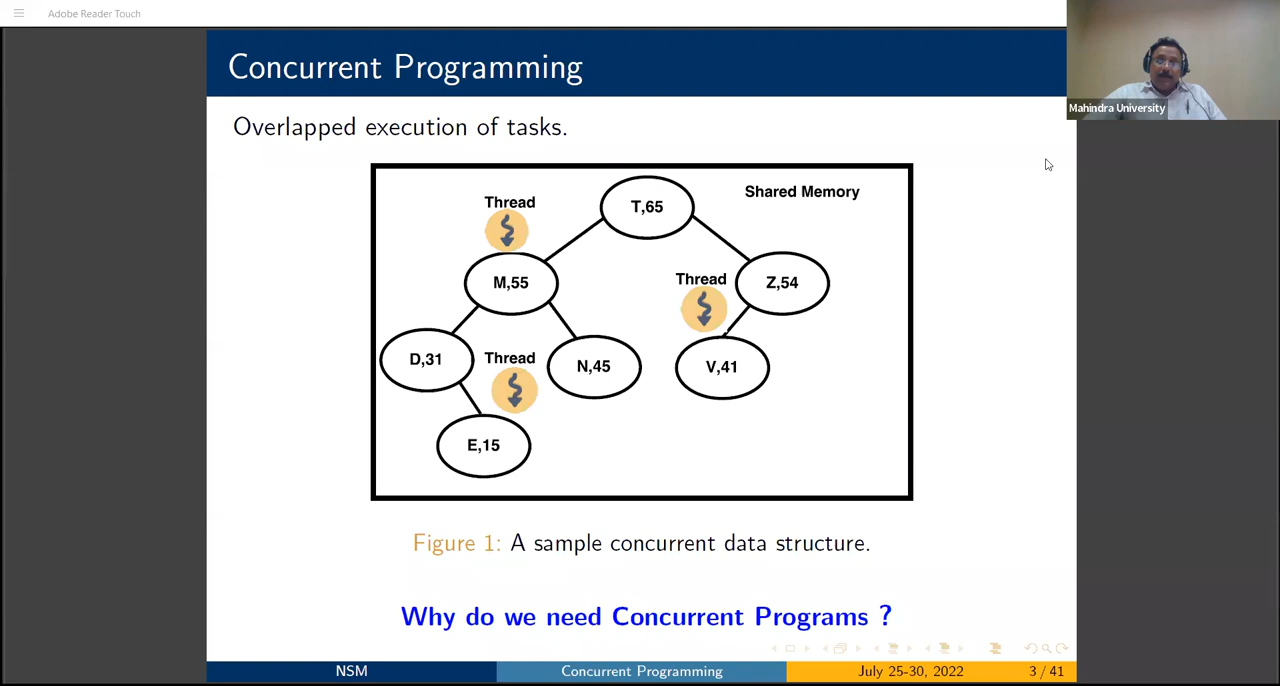 Adobe Reader Touch
Concurrent Programming
Mahindra University
Overlapped execution of tasks.
Shared Memory
Thread
T,65
M,55
Thread
Z,54
D,31
Thread
N,45
V,41
E,15
Figure 1: A sample concurrent data structure.
Why do we need Concurrent Programs ?
NSM
Concurrent Programming
July 25-30, 2022
3 / 41